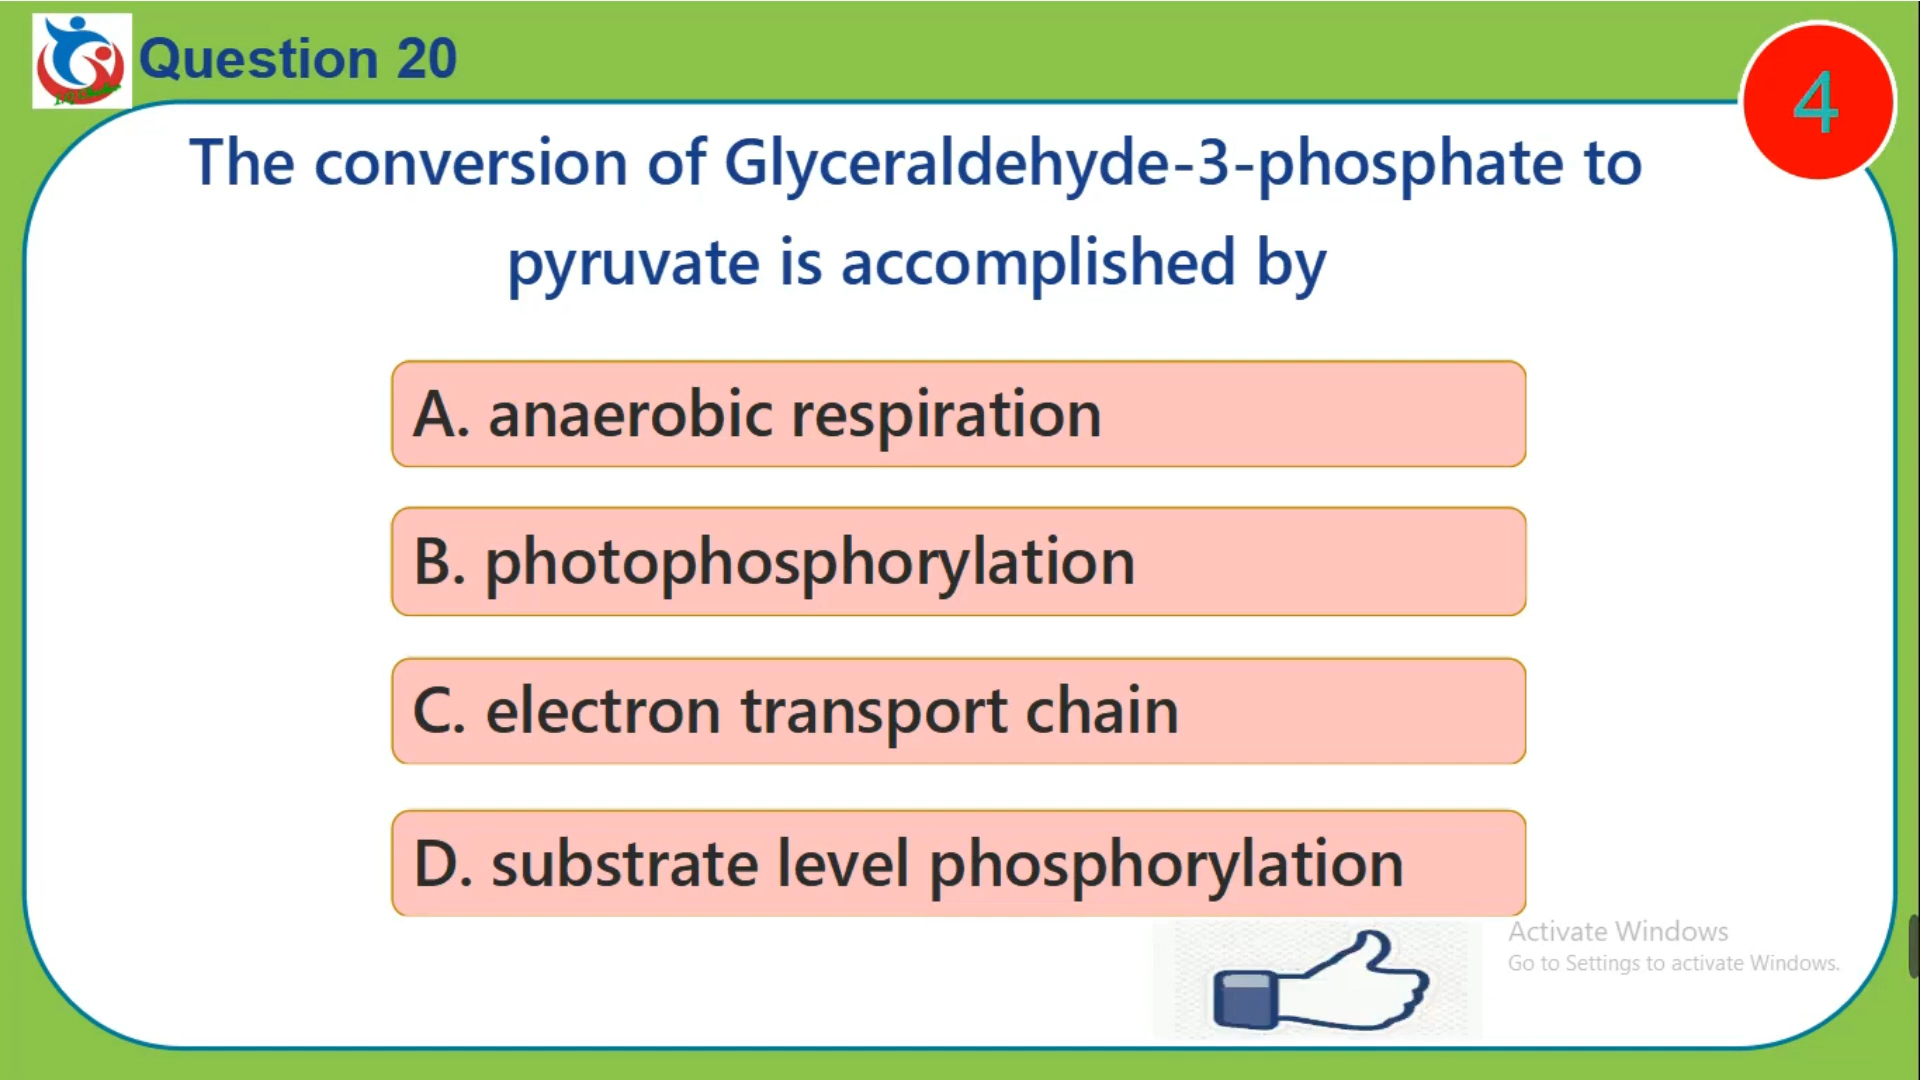 Question 20
4
The conversion of Glyceraldehyde-3-phosphate to
pyruvate is accomplished by
A. anaerobic respiration
B. photophosphorylation
C. electron transport chain
D. substrate level phosphorylation
Activate Windows
Go to Settings to activate Windows.